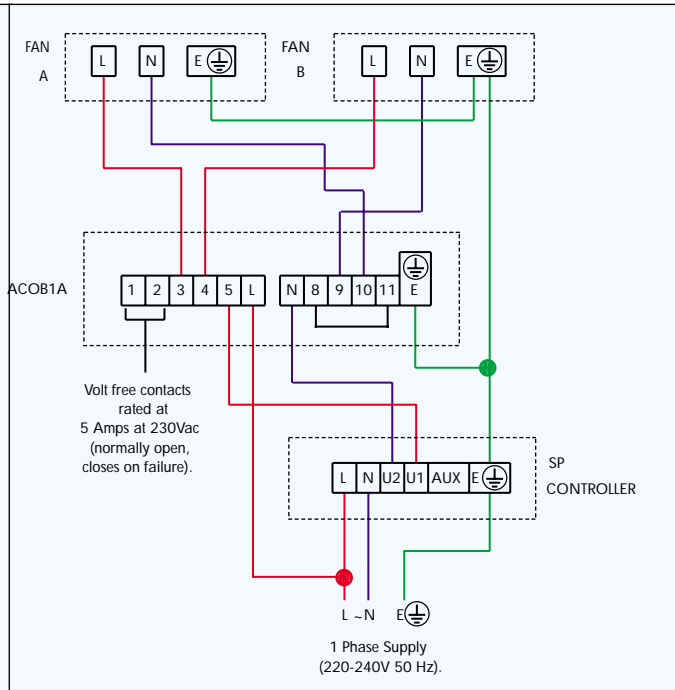 FAN
A
L
N
E
FAN
B
L
N
E
ACOB1A
1 2 3 4 5 L
N 8 9 10 11 E
Volt free contacts
rated at
5 Amps at 230Vac
(normally open,
closes on failure).
L N U2 U1 AUX E
SP
CONTROLLER
L ~N E
1 Phase Supply
(220-240V 50 Hz).